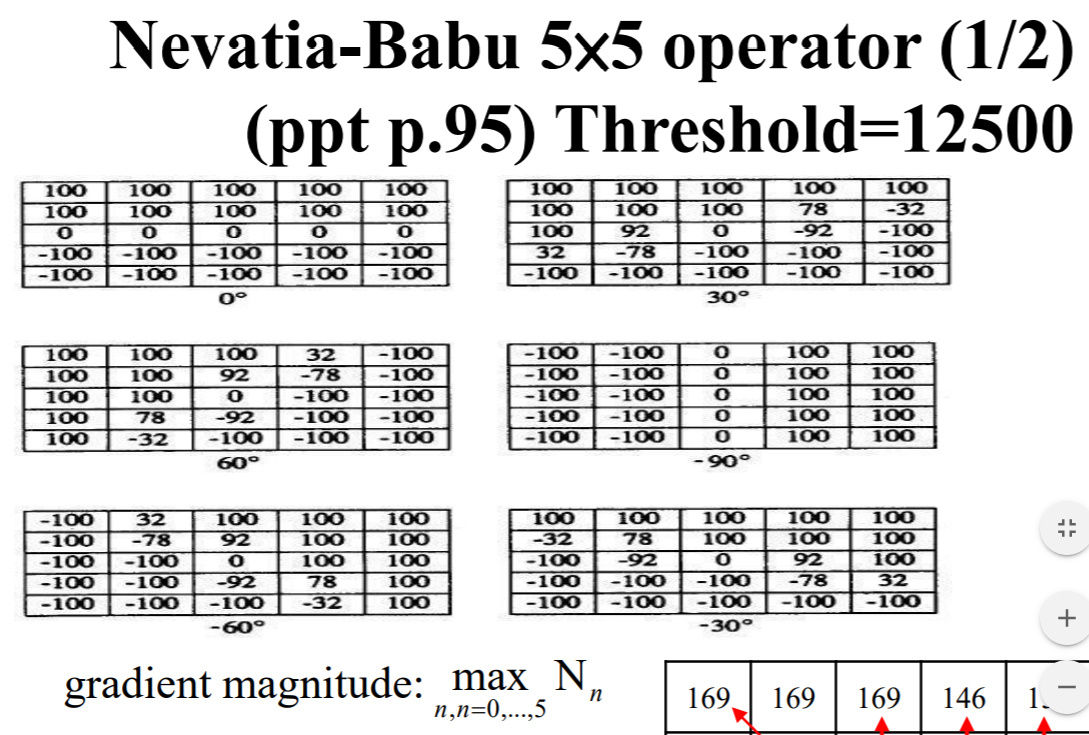 Nevatia-Babu 5×5 operator (1/2)
(ppt p.95) Threshold=12500
100 100 100 100 100
100 100 100 100 100
0 0 0 0 0
-100 -100 -100 -100 -100
-100 -100 -100 -100 -100
0°
100 100 100 100 100
100 100 100 78 -32
100 92 0 -92 -100
32 -78 -100 -100 -100
-100 -100 -100 -100 -100
30°
100 100 100 32 -100
100 100 92 -78 -100
100 100 0 -100 -100
100 78 -92 -100 -100
100 -32 -100 -100 -100
60°
-100 -100 0 100 100
-100 -100 0 100 100
-100 -100 0 100 100
-100 -100 0 100 100
-100 -100 0 100 100
-90°
-100 32 100 100 100
-100 -78 92 100 100
-100 -100 0 100 100
-100 -100 -92 78 100
-100 -100 -100 -32 100
-60°
100 100 100 100 100
-32 78 100 100 100
-100 -92 0 92 100
-100 -100 -100 -78 32
-100 -100 -100 -100 -100
-30°
gradient magnitude: max N n
n,n=0,...,5
169 169 169 146